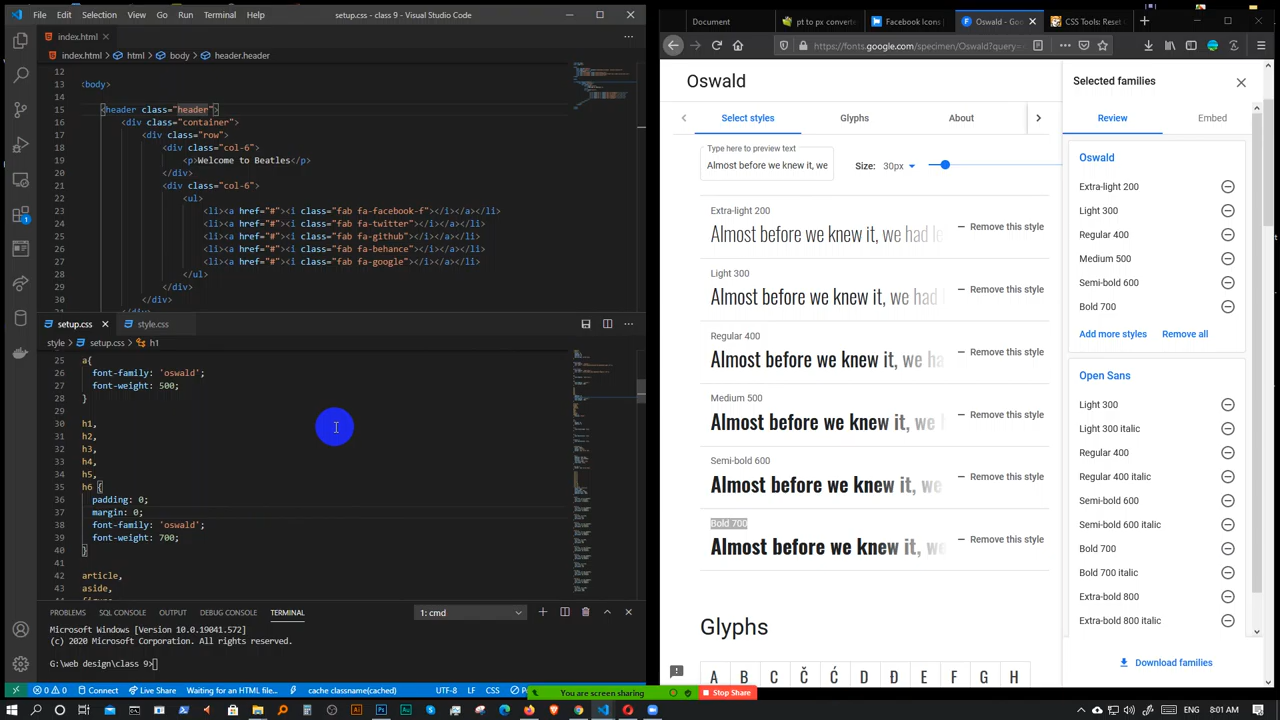 File Edit Selection View Go Run Terminal Help setup.css - class 9 - Visual Studio Code
index.html
index.html > html > body > header.header
12
13 <body>
14
15 <header class="header">
16 <div class="container">
17 <div class="row">
18 <div class="col-6">
19 <p>Welcome to Beatles</p>
20 </div>
21 <div class="col-6">
22 <ul>
23 <li><a href="#"><i class="fab fa-facebook-f"></i></a></li>
24 <li><a href="#"><i class="fab fa-twitter"></i></a></li>
25 <li><a href="#"><i class="fab fa-github"></i></a></li>
26 <li><a href="#"><i class="fab fa-behance"></i></a></li>
27 <li><a href="#"><i class="fab fa-google"></i></a></li>
28 </ul>
29 </div>
30 </div>
setup.css style.css
style > setup.css > h1
25 a{
26 font-family: 'oswald';
27 font-weight: 500;
28 }
29
30 h1,
31 h2,
32 h3,
33 h4,
34 h5,
35 h6 {
36 padding: 0;
37 margin: 0;
38 font-family: 'oswald';
39 font-weight: 700;
40 }
41
42 article,
43 aside,
PROBLEMS SQL CONSOLE OUTPUT DEBUG CONSOLE TERMINAL 1: cmd
Microsoft Windows [Version 10.0.19041.572]
(c) 2020 Microsoft Corporation. All rights reserved.
G:\web design\class 9>
0 0 Connect Live Share Waiting for an HTML file... cache classname(cached) UTF-8 LF CSS
You are screen sharing Stop Share
Document
pt to px converte
Facebook Icons
Oswald - Goo
CSS Tools: Reset
https://fonts.google.com/specimen/Oswald?query=
Oswald
Select styles Glyphs About
Type here to preview text
Almost before we knew it, we
Size: 30px
Extra-light 200
Almost before we knew it, we had le
Remove this style
Light 300
Almost before we knew it, we had
Remove this style
Regular 400
Almost before we knew it, we ha
Remove this style
Medium 500
Almost before we knew it, we
Remove this style
Semi-bold 600
Almost before we knew it, we
Remove this style
Bold 700
Almost before we knew it, we
Remove this style
Glyphs
A B C Č Ć D Đ E F G H
Selected families
Review Embed
Oswald
Extra-light 200
Light 300
Regular 400
Medium 500
Semi-bold 600
Bold 700
Add more styles Remove all
Open Sans
Light 300
Light 300 italic
Regular 400
Regular 400 italic
Semi-bold 600
Semi-bold 600 italic
Bold 700
Bold 700 italic
Extra-bold 800
Extra-bold 800 italic
Download families
ENG 8:01 AM